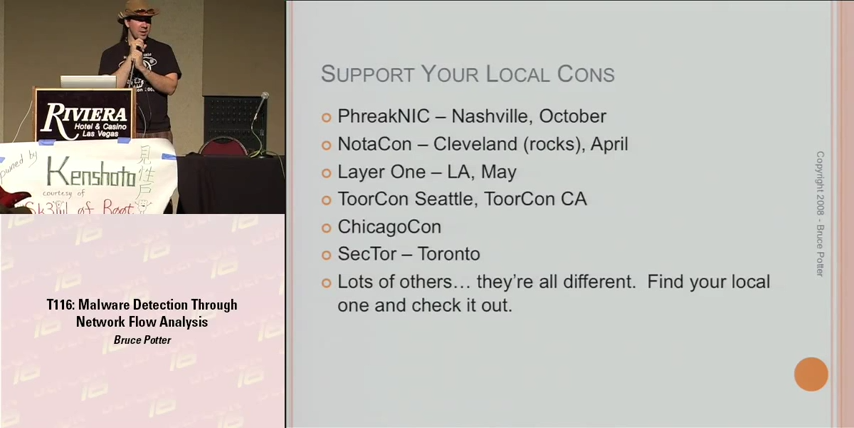 RIVIERA
Hotel & Casino
Las Vegas
Kenshoto
courtesy of
T116: Malware Detection Through
Network Flow Analysis
Bruce Potter
SUPPORT YOUR LOCAL CONS
PhreakNIC – Nashville, October
NotaCon – Cleveland (rocks), April
Layer One – LA, May
ToorCon Seattle, ToorCon CA
ChicagoCon
SecTor – Toronto
Lots of others… they're all different. Find your local
one and check it out.
Copyright 2008 - Bruce Potter